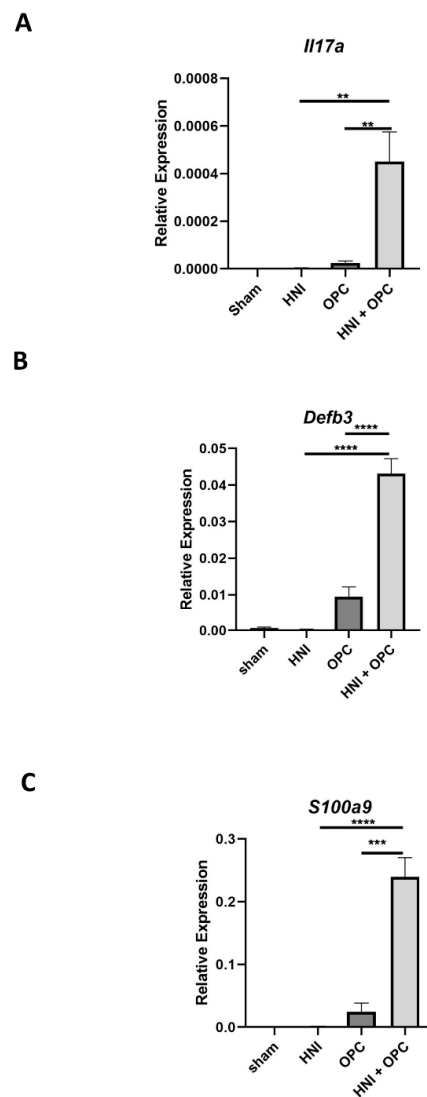 A
Il17a
Relative Expression
0.0008
0.0006
0.0004
0.0002
0.0000
**
**
Sham
HNI
OPC
HNI + OPC
B
Defb3
Relative Expression
0.05
0.04
0.03
0.02
0.01
0.00
****
****
sham
HNI
OPC
HNI + OPC
C
S100a9
Relative Expression
0.3
0.2
0.1
0.0
****
***
sham
HNI
OPC
HNI + OPC